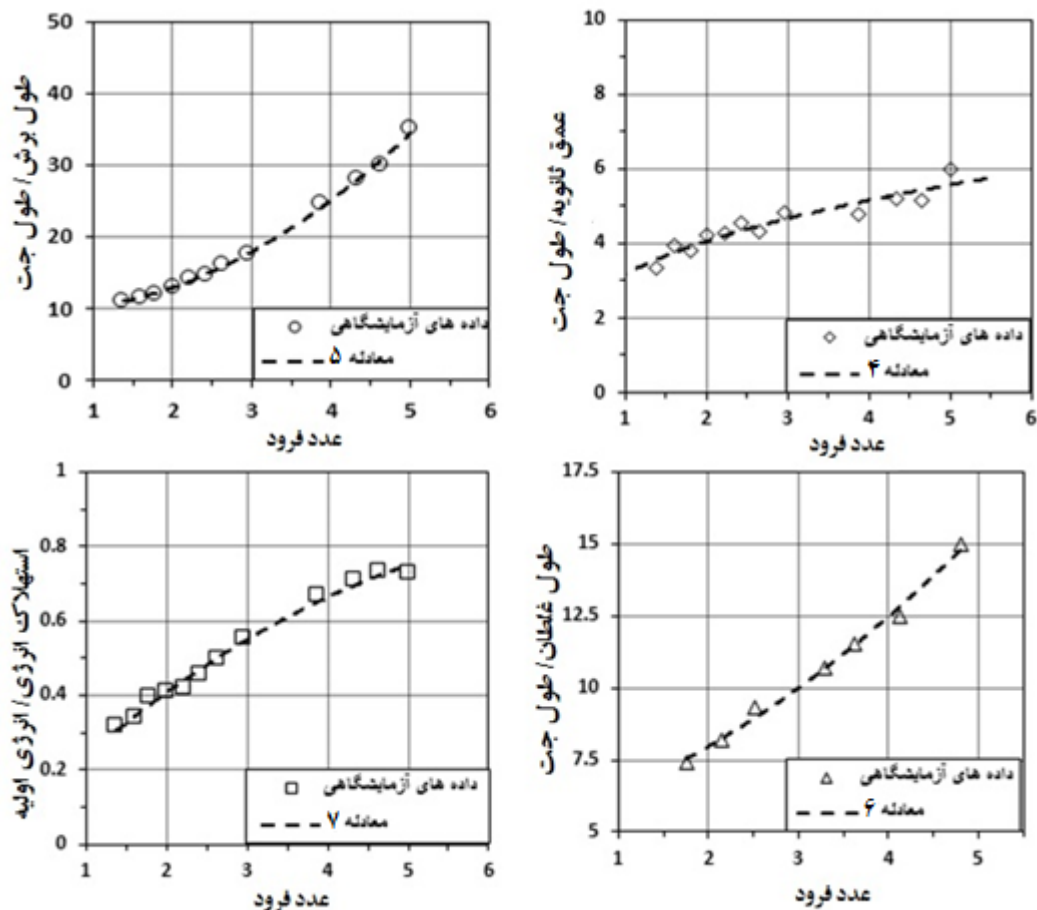 طول برش/طول جت
50
40
30
20
10
0
داده های آزمایشگاهی
معادله ۵
1 2 3 4 5 6
عدد فرود
عمق ثانویه/طول جت
10
8
6
4
2
0
داده های آزمایشگاهی
معادله ۴
1 2 3 4 5 6
عدد فرود
استهلاک انرژی/انرژی اولیه
1
0.8
0.6
0.4
0.2
0
داده های آزمایشگاهی
معادله ۷
1 2 3 4 5 6
عدد فرود
طول غلطان/طول جت
17.5
15
12.5
10
7.5
5
داده های آزمایشگاهی
معادله ۶
1 2 3 4 5
عدد فرود